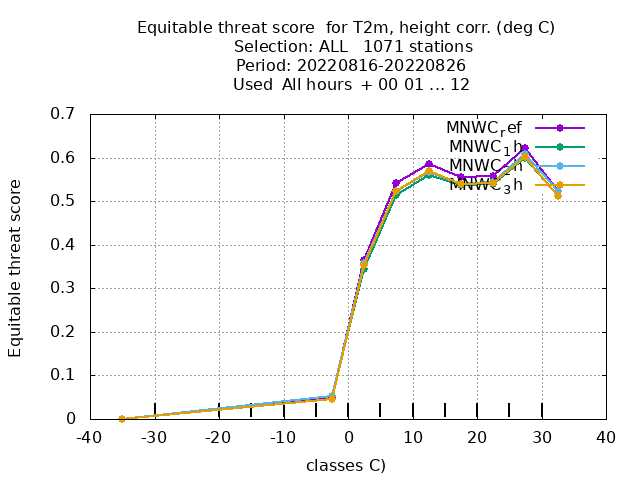 Equitable threat score  for T2m, height corr. (deg C)
Selection: ALL   1071 stations
Period: 20220816-20220826
Used  All hours  + 00 01 ... 12
0.7
0.6
0.5
0.4
0.3
0.2
0.1
0
Equitable threat score
MNWC_ref
MNWC_1h
MNWC_2h
MNWC_3h
-40 -30 -20 -10 0 10 20 30 40
classes C)